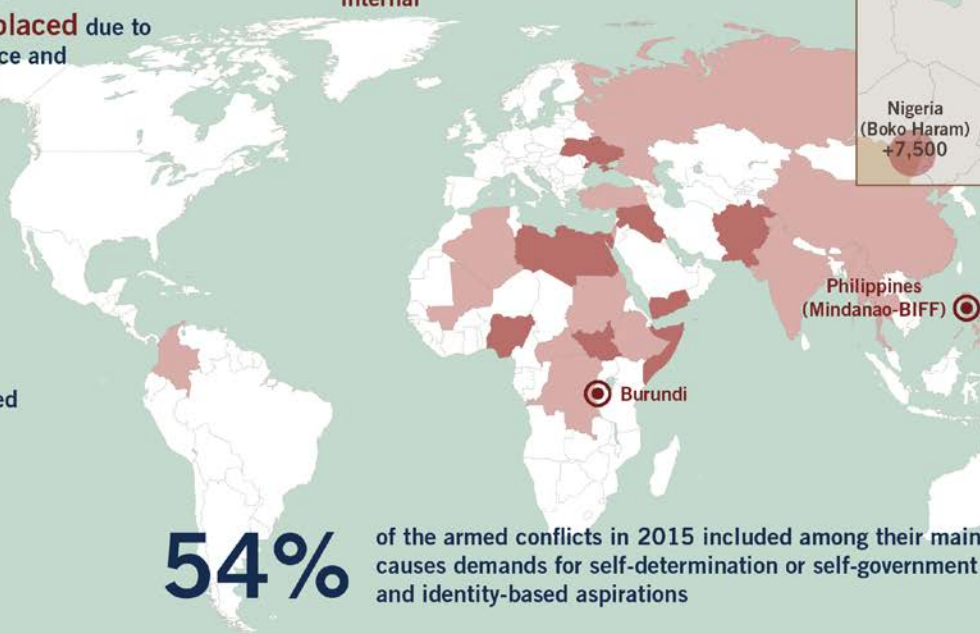 internal
placed due to
ce and
Nigeria
(Boko Haram)
+7,500
Philippines
(Mindanao-BIFF)
ed
Burundi
54%
of the armed conflicts in 2015 included among their main
causes demands for self-determination or self-government
and identity-based aspirations